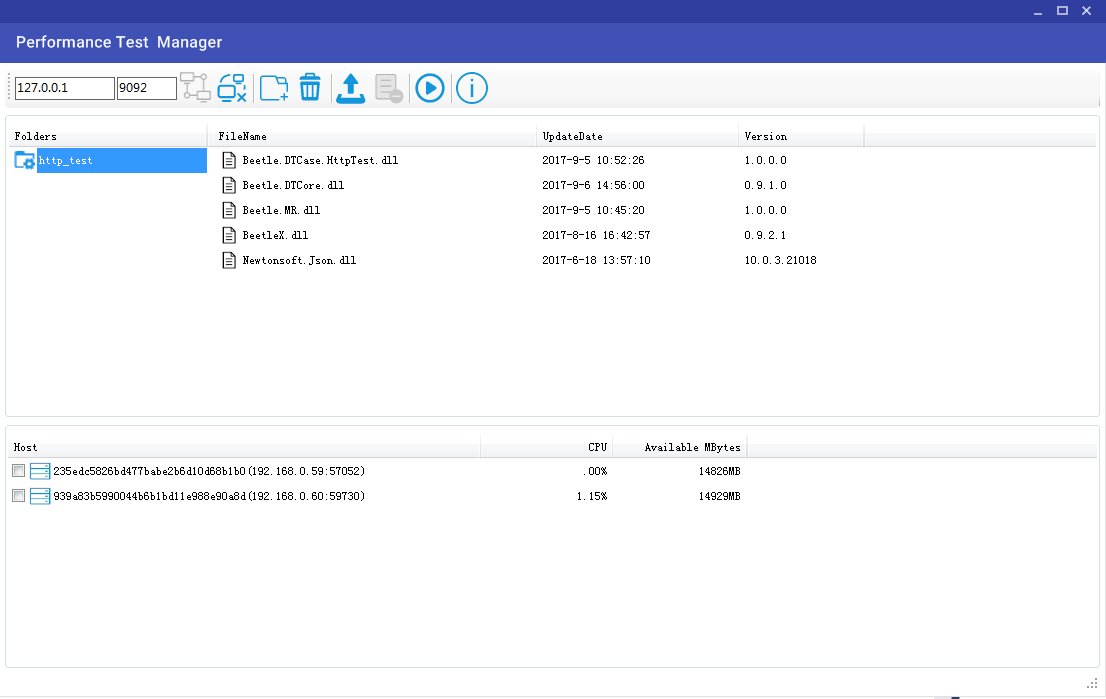 Performance Test Manager
127.0.0.1 9092
Folders FileName UpdateDate Version
http_test Beetle.DTCase.HttpTest.dll 2017-9-5 10:52:26 1.0.0.0
Beetle.DTCore.dll 2017-9-6 14:56:00 0.9.1.0
Beetle.MR.dll 2017-9-5 10:45:20 1.0.0.0
BeetleX.dll 2017-8-16 16:42:57 0.9.2.1
Newtonsoft.Json.dll 2017-6-18 13:57:10 10.0.3.21018
Host CPU Available MBytes
235edc5826bd477babe2b6d10d68b1b0(192.168.0.59:57052) .00% 14826MB
939a83b5990044b6b1bd11e988e90a8d(192.168.0.60:59730) 1.15% 14929MB